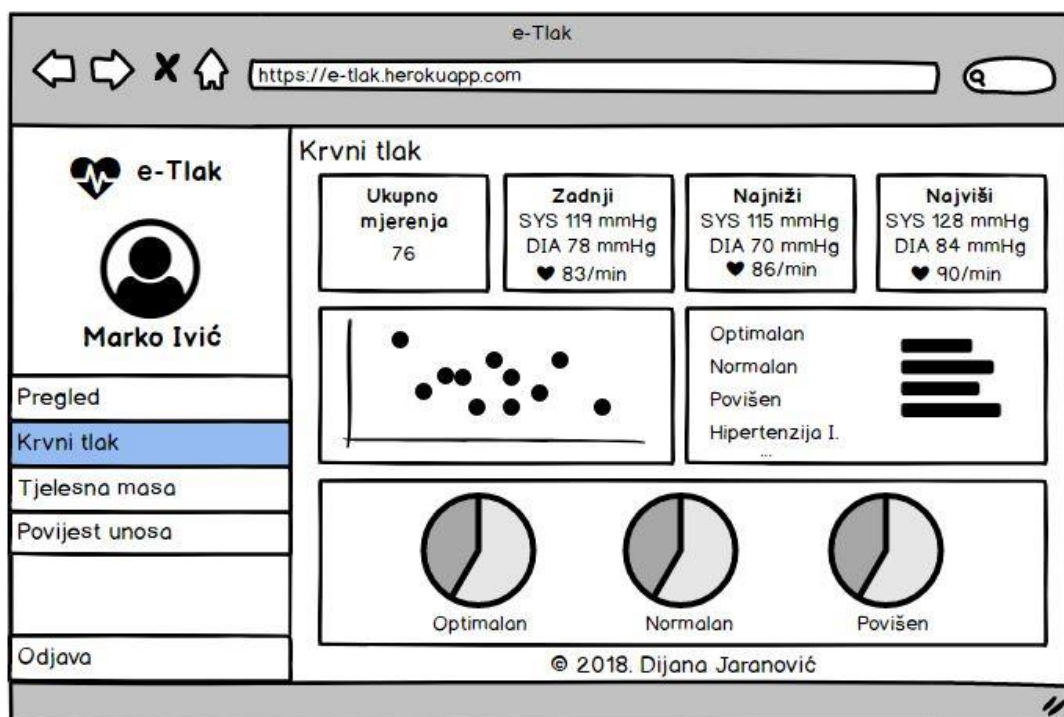 e-Tlak
https://e-tlak.herokuapp.com
e-Tlak
Marko Ivić
Pregled
Krvni tlak
Tjelesna masa
Povijest unosa
Odjava
Krvni tlak
Ukupno
mjerenja
76
Zadnji
SYS 119 mmHg
DIA 78 mmHg
♥ 83/min
Najniži
SYS 115 mmHg
DIA 70 mmHg
♥ 86/min
Najviši
SYS 128 mmHg
DIA 84 mmHg
♥ 90/min
Optimalan
Normalan
Povišen
Hipertenzija I.
...
Optimalan
Normalan
Povišen
© 2018. Dijana Jaranović